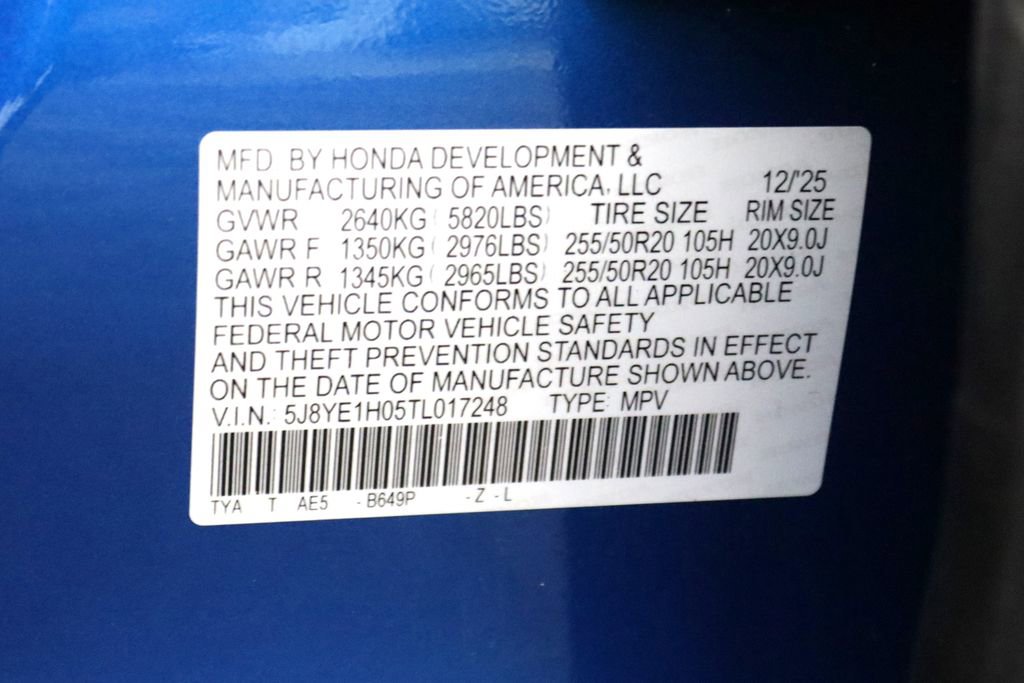 MFD BY HONDA DEVELOPMENT &
MANUFACTURING OF AMERICA, LLC 12/'25
GVWR 2640KG (5820LBS) TIRE SIZE RIM SIZE
GAWR F 1350KG (2976LBS) 255/50R20 105H 20X9.0J
GAWR R 1345KG (2965LBS) 255/50R20 105H 20X9.0J
THIS VEHICLE CONFORMS TO ALL APPLICABLE
FEDERAL MOTOR VEHICLE SAFETY
AND THEFT PREVENTION STANDARDS IN EFFECT
ON THE DATE OF MANUFACTURE SHOWN ABOVE.
V.I.N.: 5J8YE1H05TL017248 TYPE: MPV
TYA T AE5 -B649P -Z -L